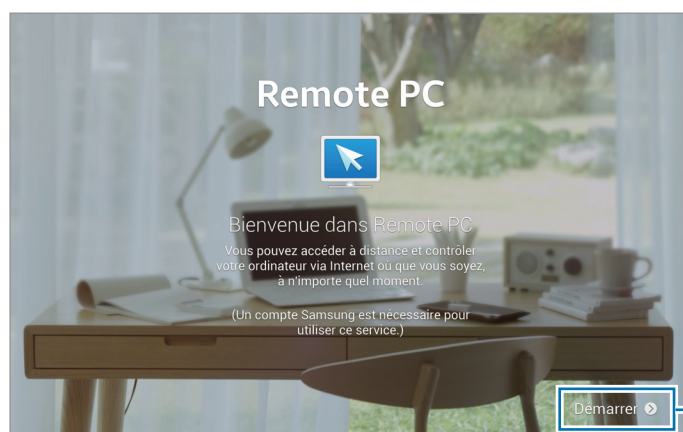 Remote PC
Bienvenue dans Remote PC
Vous pouvez accéder à distance et contrôler
votre ordinateur via Internet où que vous soyez,
à n'importe quel moment.
(Un compte Samsung est nécessaire pour
utiliser ce service.)
Démarrer